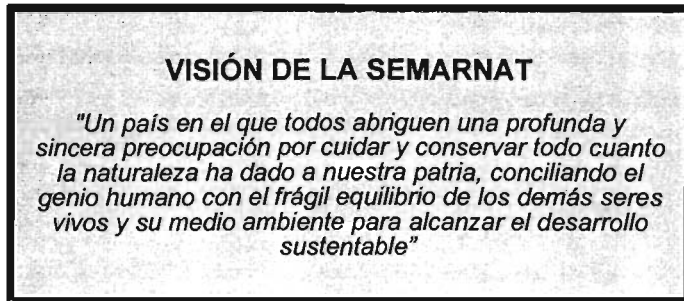 VISIÓN DE LA SEMARNAT
"Un país en el que todos abriguen una profunda y
sincera preocupación por cuidar y conservar todo cuanto
la naturaleza ha dado a nuestra patria, conciliando el
genio humano con el frágil equilibrio de los demás seres
vivos y su medio ambiente para alcanzar el desarrollo
sustentable"